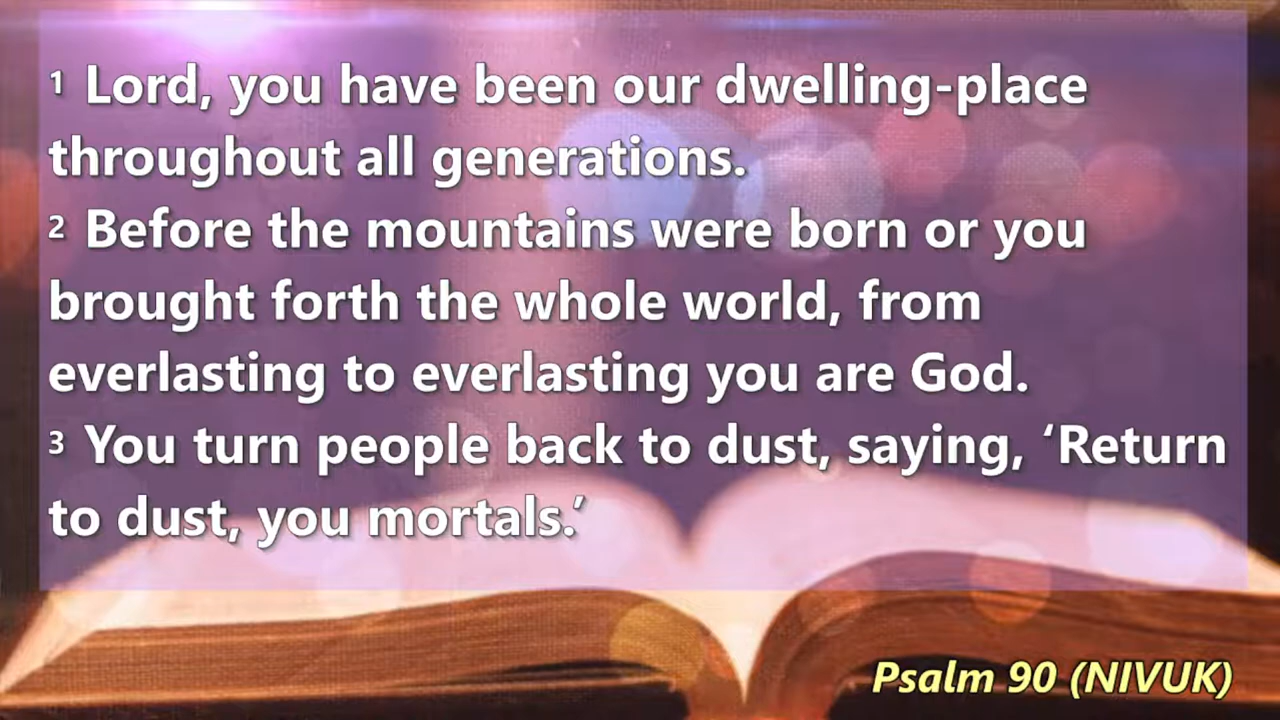 1 Lord, you have been our dwelling-place
throughout all generations.
2 Before the mountains were born or you
brought forth the whole world, from
everlasting to everlasting you are God.
3 You turn people back to dust, saying, ‘Return
to dust, you mortals.’
Psalm 90 (NIVUK)